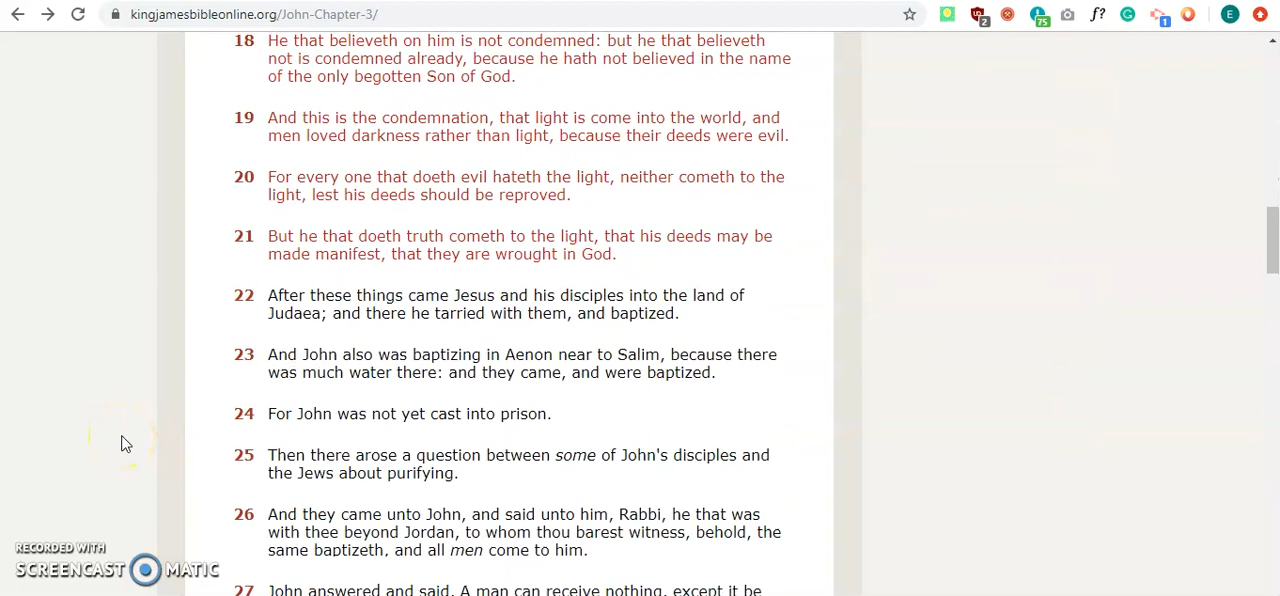 kingjamesbibleonline.org/John-Chapter-3/
2
75
f?
1
E
18 He that believeth on him is not condemned: but he that believeth
not is condemned already, because he hath not believed in the name
of the only begotten Son of God.
19 And this is the condemnation, that light is come into the world, and
men loved darkness rather than light, because their deeds were evil.
20 For every one that doeth evil hateth the light, neither cometh to the
light, lest his deeds should be reproved.
21 But he that doeth truth cometh to the light, that his deeds may be
made manifest, that they are wrought in God.
22 After these things came Jesus and his disciples into the land of
Judaea; and there he tarried with them, and baptized.
23 And John also was baptizing in Aenon near to Salim, because there
was much water there: and they came, and were baptized.
24 For John was not yet cast into prison.
25 Then there arose a question between some of John's disciples and
the Jews about purifying.
26 And they came unto John, and said unto him, Rabbi, he that was
with thee beyond Jordan, to whom thou barest witness, behold, the
same baptizeth, and all men come to him.
27 John answered and said, A man can receive nothing, except it be
RECORDED WITH
SCREENCAST MATIC